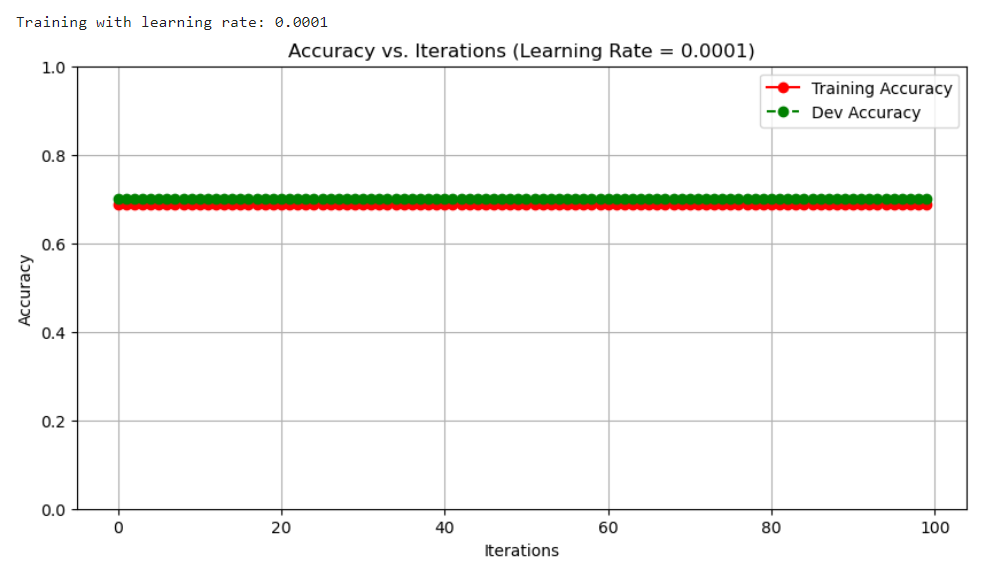 Training with learning rate: 0.0001
Accuracy vs. Iterations (Learning Rate = 0.0001)
Training Accuracy
Dev Accuracy
1.0
0.8
0.6
0.4
0.2
0.0
Accuracy
0 20 40 60 80 100
Iterations